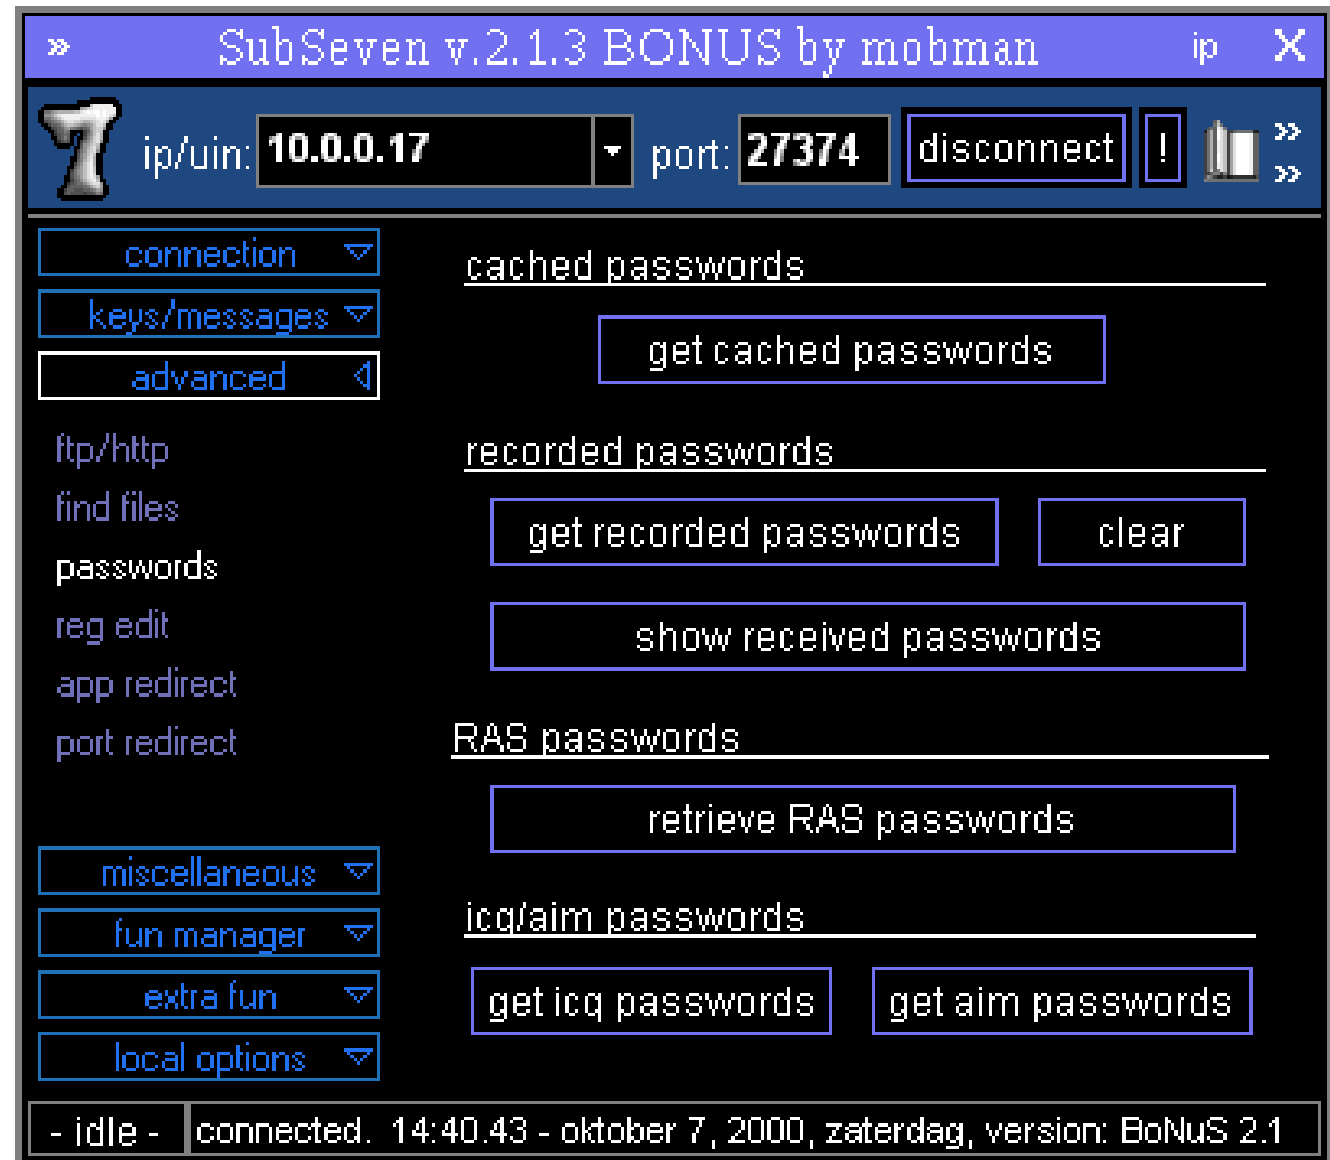 » SubSeven v.2.1.3 BONUS by mobman ip X
7 ip/uin: 10.0.0.17 port: 27374 disconnect ! »
»
connection
keys/messages
advanced
ftp/http
find files
passwords
reg edit
app redirect
port redirect
miscellaneous
fun manager
extra fun
local options
cached passwords
get cached passwords
recorded passwords
get recorded passwords clear
show received passwords
RAS passwords
retrieve RAS passwords
icq/aim passwords
get icq passwords get aim passwords
- idle - connected. 14:40.43 - oktober 7, 2000, zaterdag, version: BoNuS 2.1